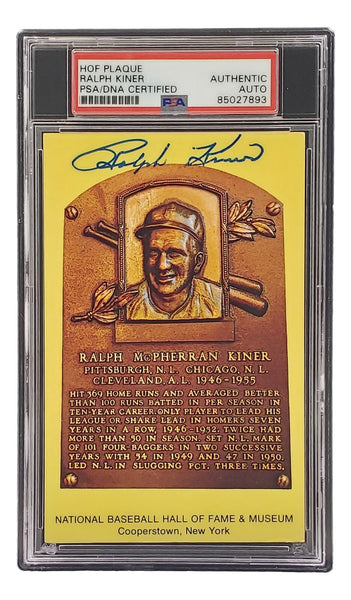 HOF PLAQUE
RALPH KINER AUTHENTIC
PSA/DNA CERTIFIED PSA AUTO
85027893
Ralph Kiner
RALPH McPHERRAN KINER
PITTSBURGH, N.L. CHICAGO, N.L.
CLEVELAND, A.L. 1946-1955
HIT 369 HOME RUNS AND AVERAGED BETTER
THAN 100 RUNS BATTED IN PER SEASON IN
TEN-YEAR CAREER. ONLY PLAYER TO LEAD HIS
LEAGUE OR SHARE LEAD IN HOMERS SEVEN
YEARS IN A ROW, 1946-1952. TWICE HAD
MORE THAN 50 IN SEASON. SET N.L. MARK
OF 101 FOUR-BAGGERS IN TWO SUCCESSIVE
YEARS WITH 54 IN 1949 AND 47 IN 1950.
LED N.L. IN SLUGGING PCT. THREE TIMES.
NATIONAL BASEBALL HALL OF FAME & MUSEUM
Cooperstown, New York